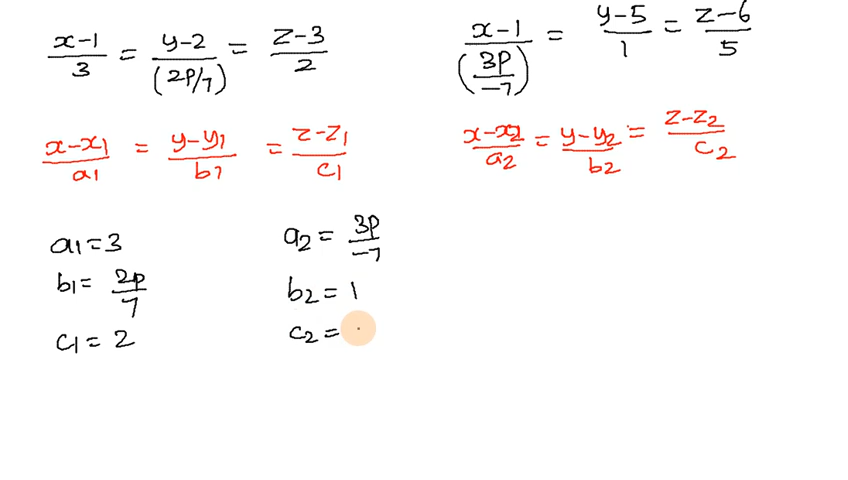 (x-1)/3 = (y-2)/(2p/7) = (z-3)/2
(x-1)/(3p/-7) = (y-5)/1 = (z-6)/5
(x-x₁)/a₁ = (y-y₁)/b₁ = (z-z₁)/c₁
(x-x₂)/a₂ = (y-y₂)/b₂ = (z-z₂)/c₂
a₁=3
a₂ = 3p/-7
b₁= 2p/7
b₂ = 1
c₁ = 2
c₂ =